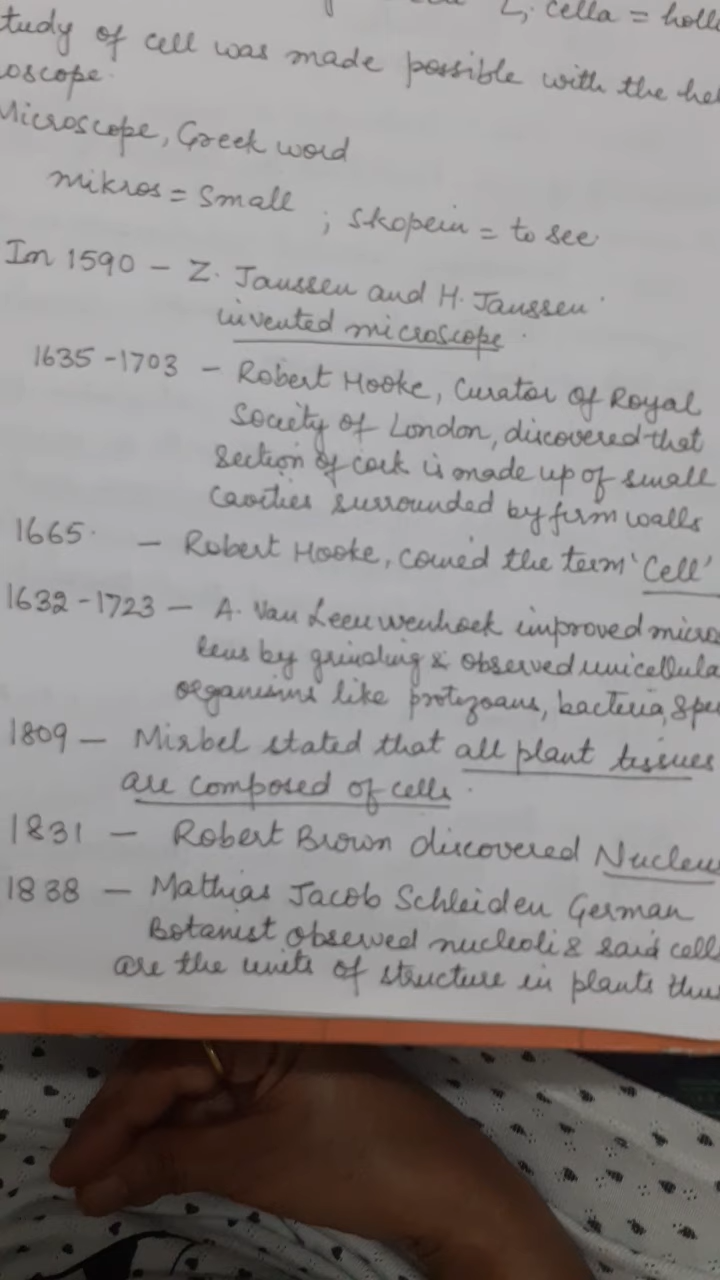 L; cella = hollo
tudy of cell was made possible with the hel
oscope.
Microscope, Greek word
mikros = small ; skopein = to see
In 1590 - Z. Janssen and H. Janssen
invented microscope.
1635-1703 - Robert Hooke, Curator of Royal
Society of London, discovered that
section of cork is made up of small
cavities surrounded by firm walls
1665 - Robert Hooke, coined the term 'Cell'
1632-1723 - A. Van Leeuwenhoek improved micro
lens by grinding & observed unicellula
organisms like protozoans, bacteria, spe
1809 - Mirbel stated that all plant tissues
are composed of cells.
1831 - Robert Brown discovered Nucleu
1838 - Mathias Jacob Schleiden German
Botanist observed nucleoli & said cell
are the units of structure in plants thu